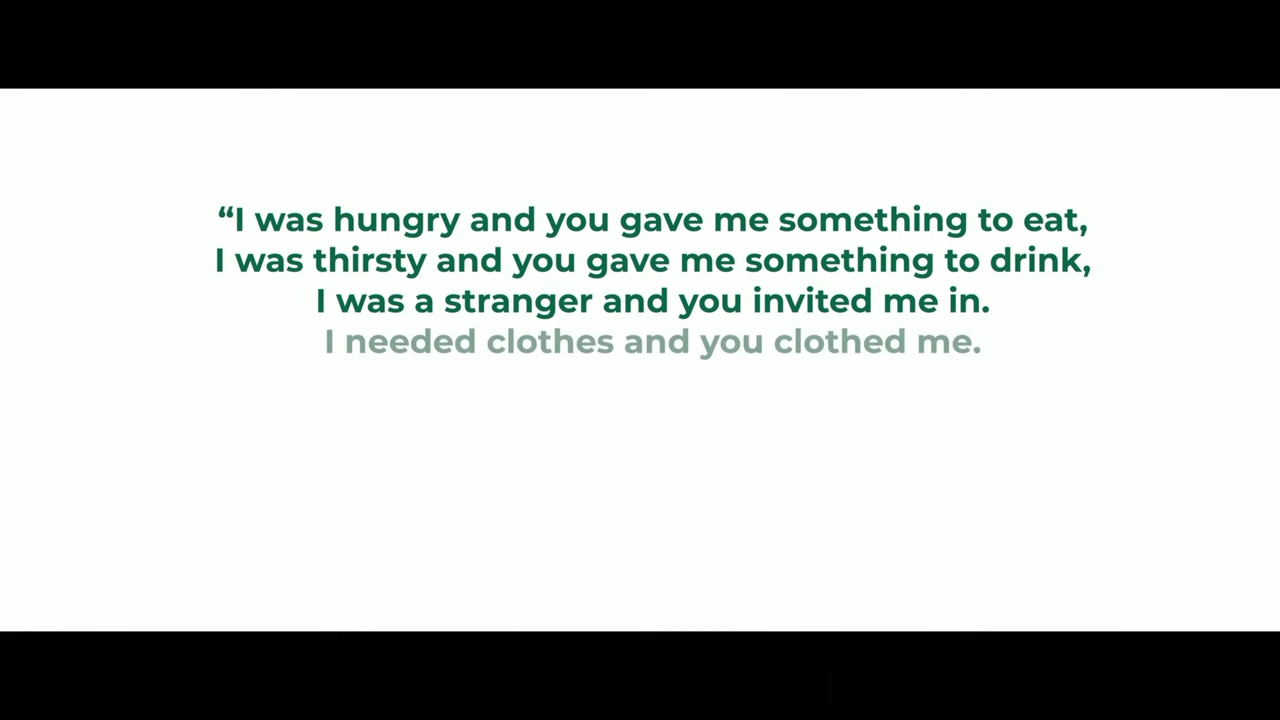 “I was hungry and you gave me something to eat,
I was thirsty and you gave me something to drink,
I was a stranger and you invited me in.
I needed clothes and you clothed me.